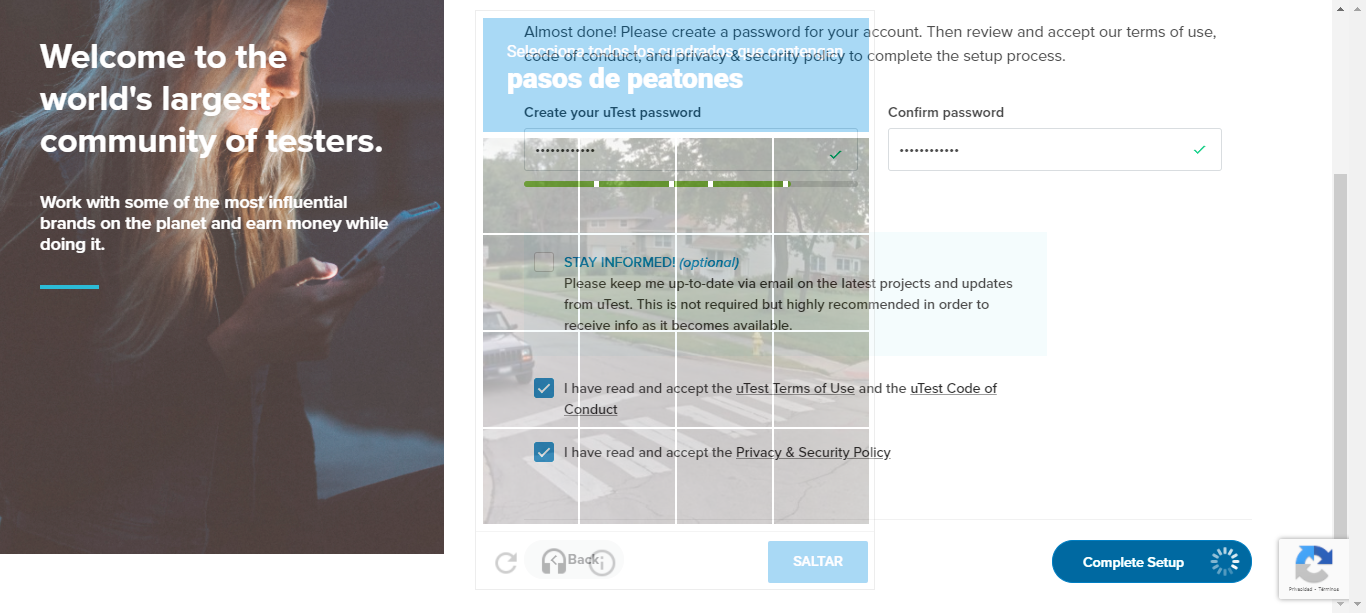 Welcome to the
world's largest
community of testers.
Work with some of the most influential
brands on the planet and earn money while
doing it.
Almost done! Please create a password for your account. Then review and accept our terms of use,
code of conduct, and privacy & security policy to complete the setup process.
Selecciona todos los cuadrados que contengan
pasos de peatones
Create your uTest password
Confirm password
••••••••••••
••••••••••••
STAY INFORMED! (optional)
Please keep me up-to-date via email on the latest projects and updates
from uTest. This is not required but highly recommended in order to
receive info as it becomes available.
I have read and accept the uTest Terms of Use and the uTest Code of
Conduct
I have read and accept the Privacy & Security Policy
Back
SALTAR
Complete Setup
Privacidad - Términos